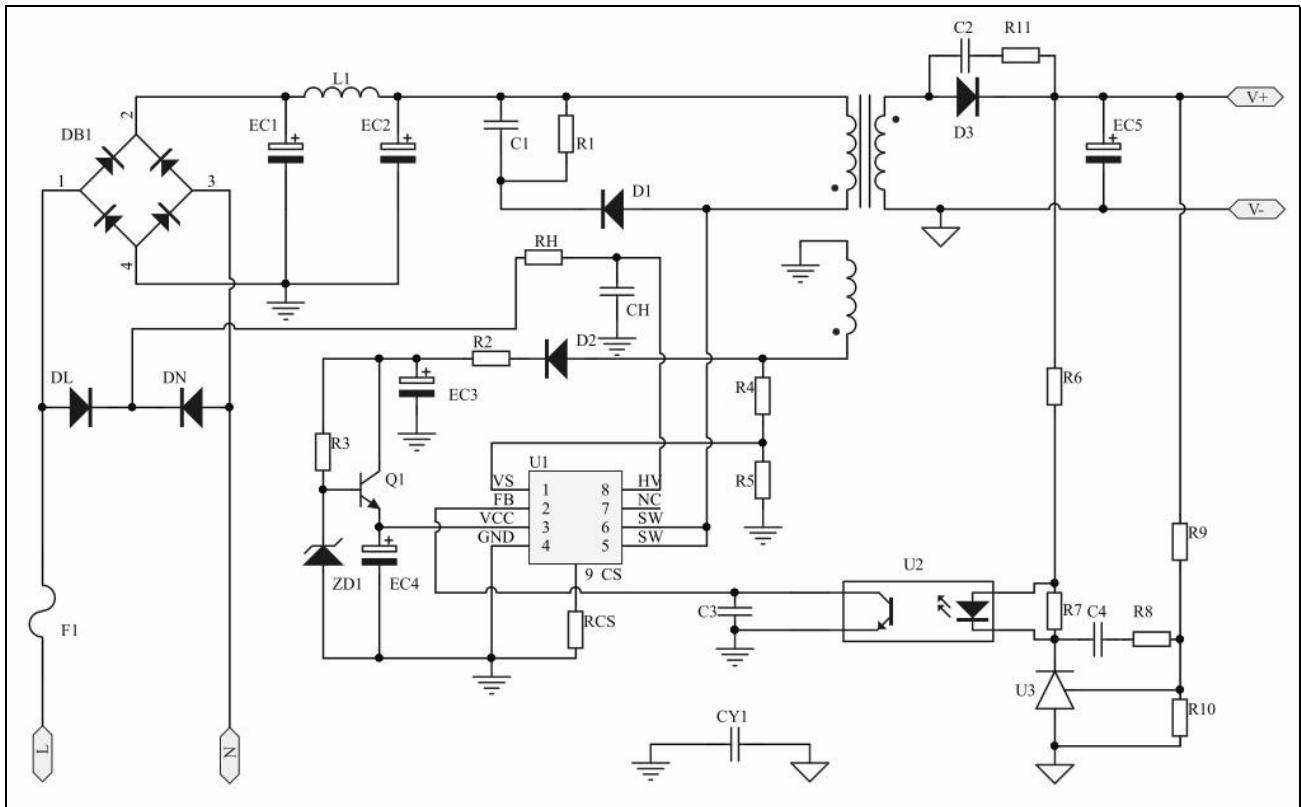 C2 R11
L1
2
DB1
EC1
EC2
C1
R1
D3
EC5
V+
1
3
D1
V-
4
RH
CH
R2
D2
DL
DN
EC3
R4
R6
R3
U1
Q1
VS
1
8
HV
R5
FB
2
7
NC
VCC
3
6
SW
GND
4
5
SW
R9
ZD1
EC4
9 CS
U2
F1
RCS
C3
R7
C4
R8
U3
R10
CY1
L
N